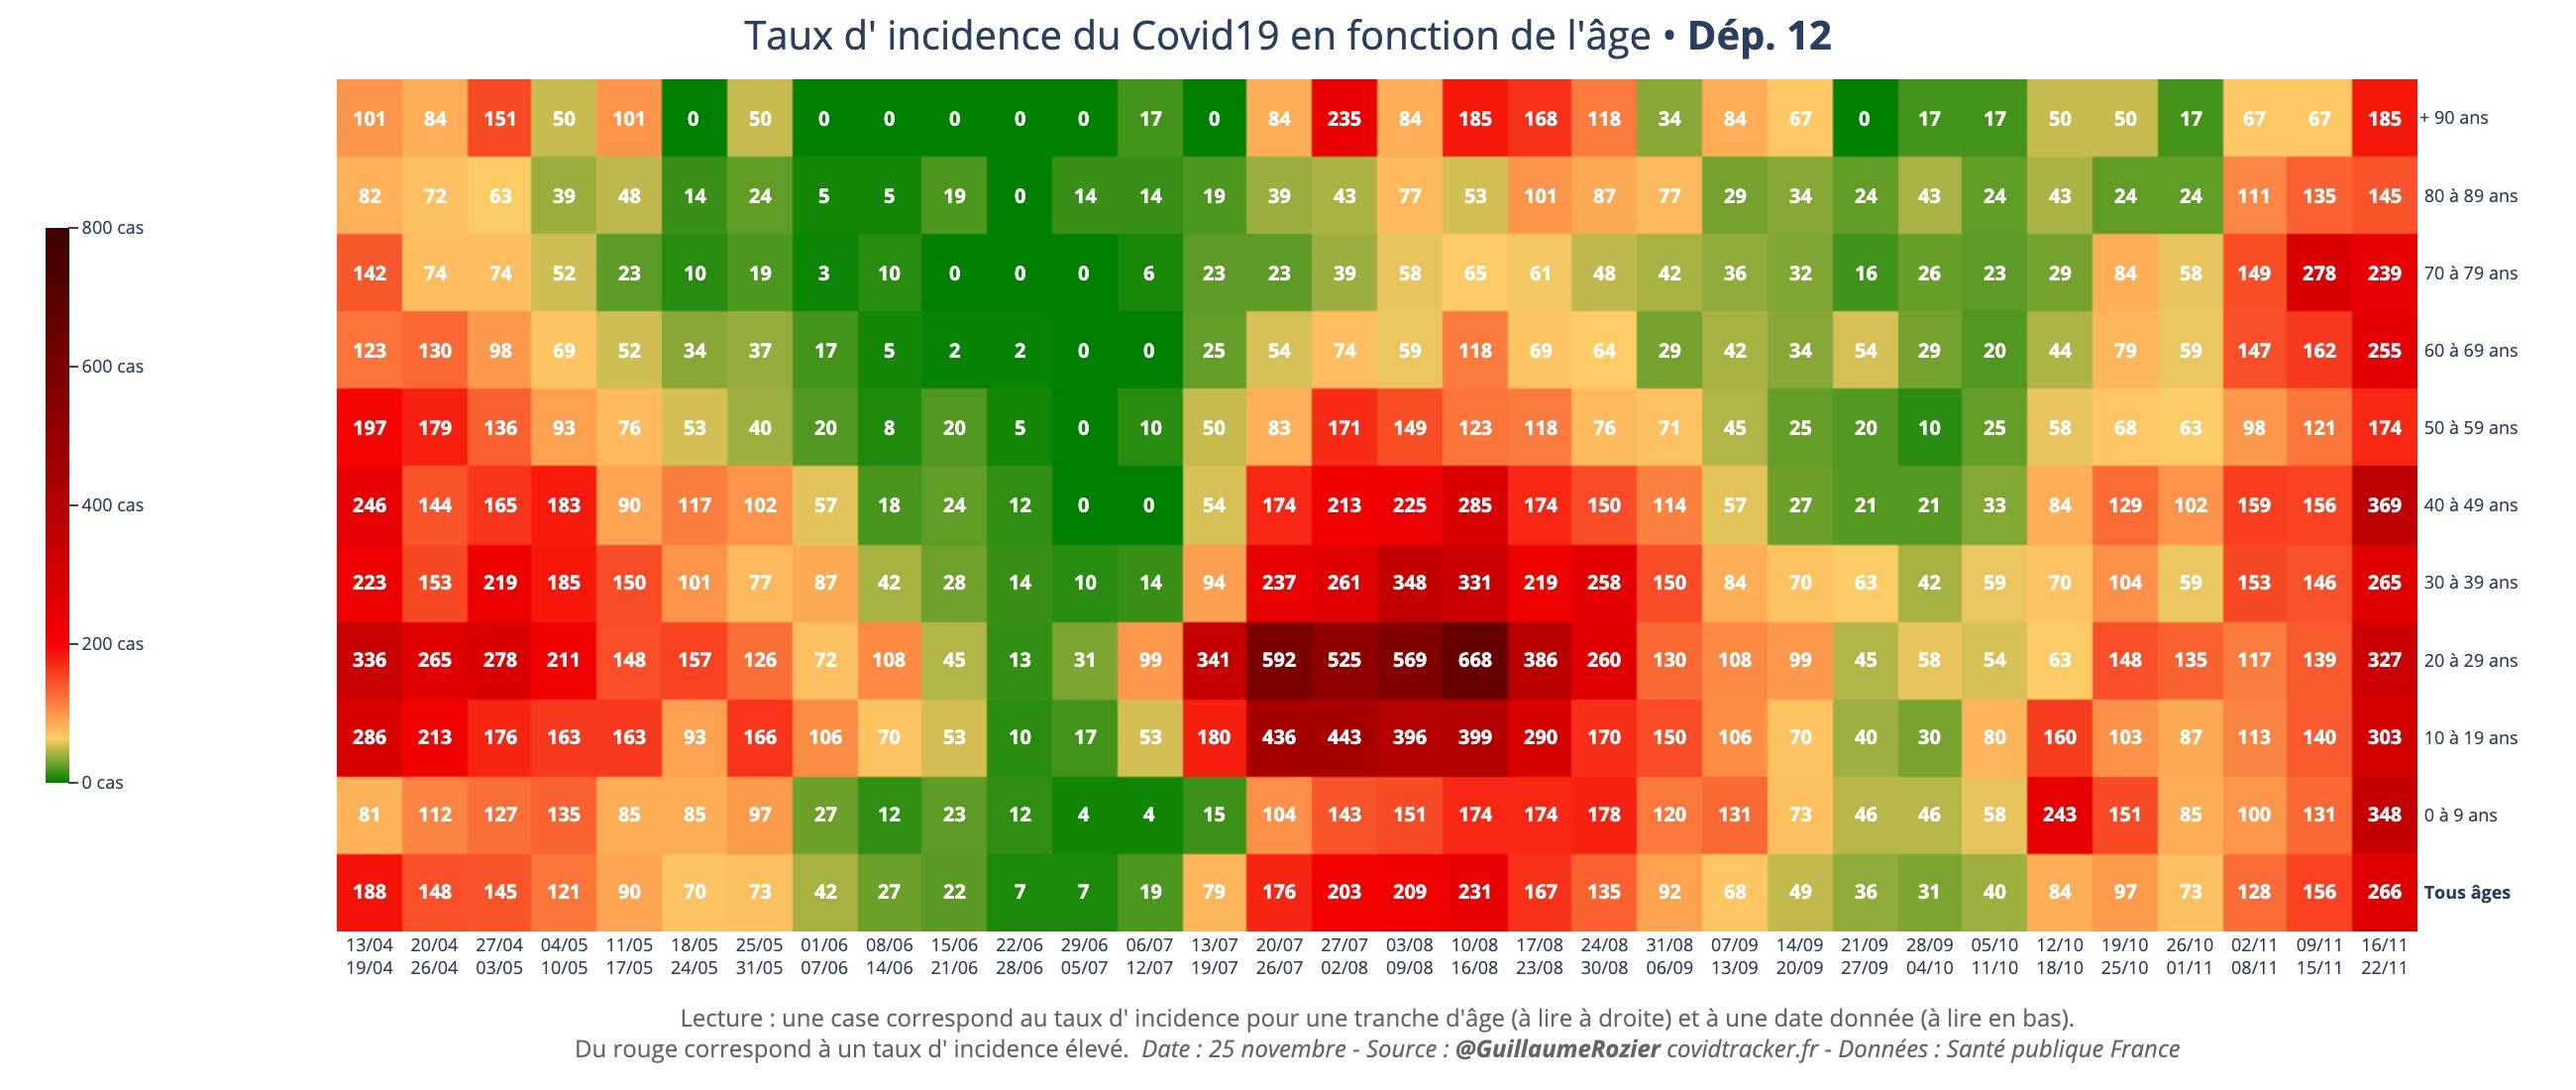 Taux d' incidence du Covid19 en fonction de l'âge • Dép. 12
800 cas
600 cas
400 cas
200 cas
0 cas
101 84 151 50 101 0 50 0 0 0 0 0 17 0 84 235 84 185 168 118 34 84 67 0 17 17 50 50 17 67 67 185 + 90 ans
82 72 63 39 48 14 24 5 5 19 0 14 14 19 39 43 77 53 101 87 77 29 34 24 43 24 43 24 24 111 135 145 80 à 89 ans
142 74 74 52 23 10 19 3 10 0 0 0 6 23 23 39 58 65 61 48 42 36 32 16 26 23 29 84 58 149 278 239 70 à 79 ans
123 130 98 69 52 34 37 17 5 2 2 0 0 25 54 74 59 118 69 64 29 42 34 54 29 20 44 79 59 147 162 255 60 à 69 ans
197 179 136 93 76 53 40 20 8 20 5 0 10 50 83 171 149 123 118 76 71 45 25 20 10 25 58 68 63 98 121 174 50 à 59 ans
246 144 165 183 90 117 102 57 18 24 12 0 0 54 174 213 225 285 174 150 114 57 27 21 21 33 84 129 102 159 156 369 40 à 49 ans
223 153 219 185 150 101 77 87 42 28 14 10 14 94 237 261 348 331 219 258 150 84 70 63 42 59 70 104 59 153 146 265 30 à 39 ans
336 265 278 211 148 157 126 72 108 45 13 31 99 341 592 525 569 668 386 260 130 108 99 45 58 54 63 148 135 117 139 327 20 à 29 ans
286 213 176 163 163 93 166 106 70 53 10 17 53 180 436 443 396 399 290 170 150 106 70 40 30 80 160 103 87 113 140 303 10 à 19 ans
81 112 127 135 85 85 97 27 12 23 12 4 4 15 104 143 151 174 174 178 120 131 73 46 46 58 243 151 85 100 131 348 0 à 9 ans
188 148 145 121 90 70 73 42 27 22 7 7 19 79 176 203 209 231 167 135 92 68 49 36 31 40 84 97 73 128 156 266 Tous âges
13/04 20/04 27/04 04/05 11/05 18/05 25/05 01/06 08/06 15/06 22/06 29/06 06/07 13/07 20/07 27/07 03/08 10/08 17/08 24/08 31/08 07/09 14/09 21/09 28/09 05/10 12/10 19/10 26/10 02/11 09/11 16/11
19/04 26/04 03/05 10/05 17/05 24/05 31/05 07/06 14/06 21/06 28/06 05/07 12/07 19/07 26/07 02/08 09/08 16/08 23/08 30/08 06/09 13/09 20/09 27/09 04/10 11/10 18/10 25/10 01/11 08/11 15/11 22/11
Lecture : une case correspond au taux d' incidence pour une tranche d'âge (à lire à droite) et à une date donnée (à lire en bas).
Du rouge correspond à un taux d' incidence élevé. Date : 25 novembre - Source : @GuillaumeRozier covidtracker.fr - Données : Santé publique France